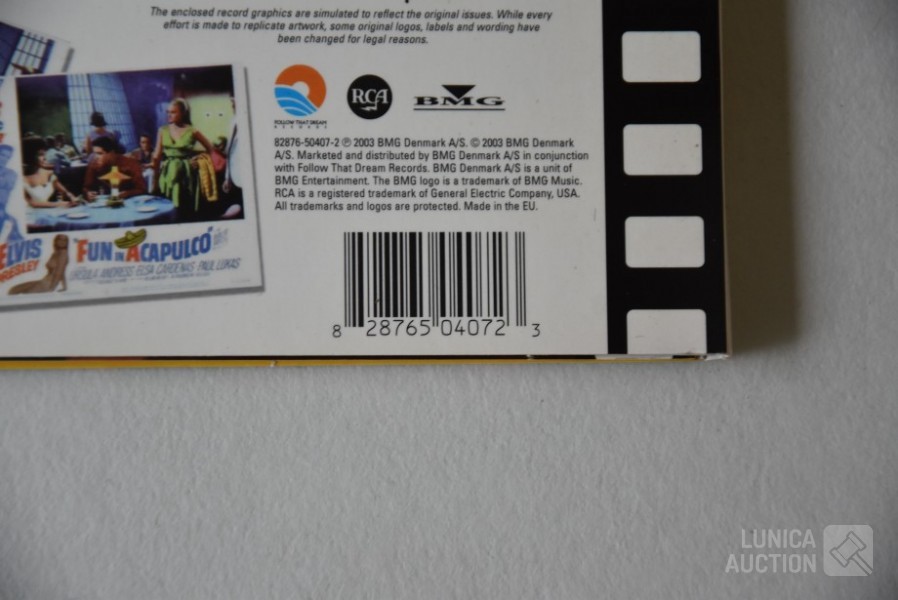 The enclosed record graphics are simulated to reflect the original issues. While every
effort is made to replicate artwork, some original logos, labels and wording have
been changed for legal reasons.
FOLLOW THAT DREAM
RECORDS
RCA
BMG
82876-50407-2 ℗ 2003 BMG Denmark A/S. © 2003 BMG Denmark
A/S. Marketed and distributed by BMG Denmark A/S in conjunction
with Follow That Dream Records. BMG Denmark A/S is a unit of
BMG Entertainment. The BMG logo is a trademark of BMG Music.
RCA is a registered trademark of General Electric Company, USA.
All trademarks and logos are protected. Made in the EU.
ELVIS
PRESLEY
"FUN IN ACAPULCO"
URSULA ANDRESS · ELSA CARDENAS · PAUL LUKAS
8 28765 04072 3
LUNICA
AUCTION